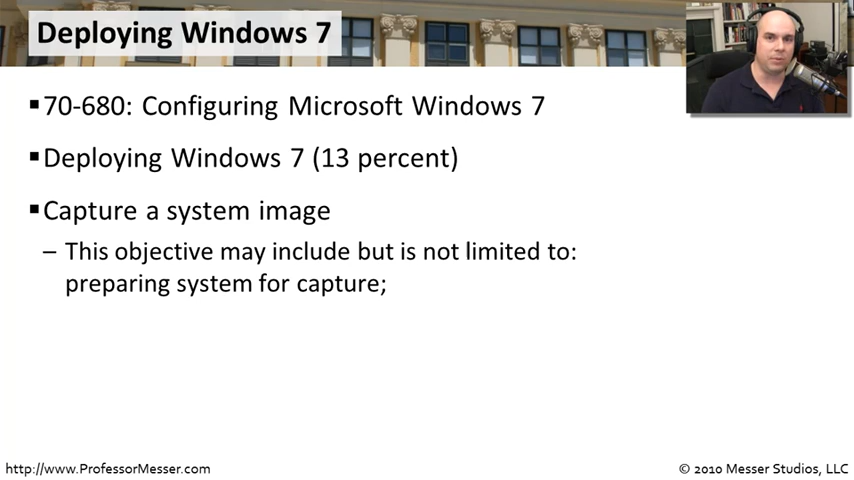 Deploying Windows 7
▪70-680: Configuring Microsoft Windows 7
▪Deploying Windows 7 (13 percent)
▪Capture a system image
– This objective may include but is not limited to:
preparing system for capture;
http://www.ProfessorMesser.com
© 2010 Messer Studios, LLC